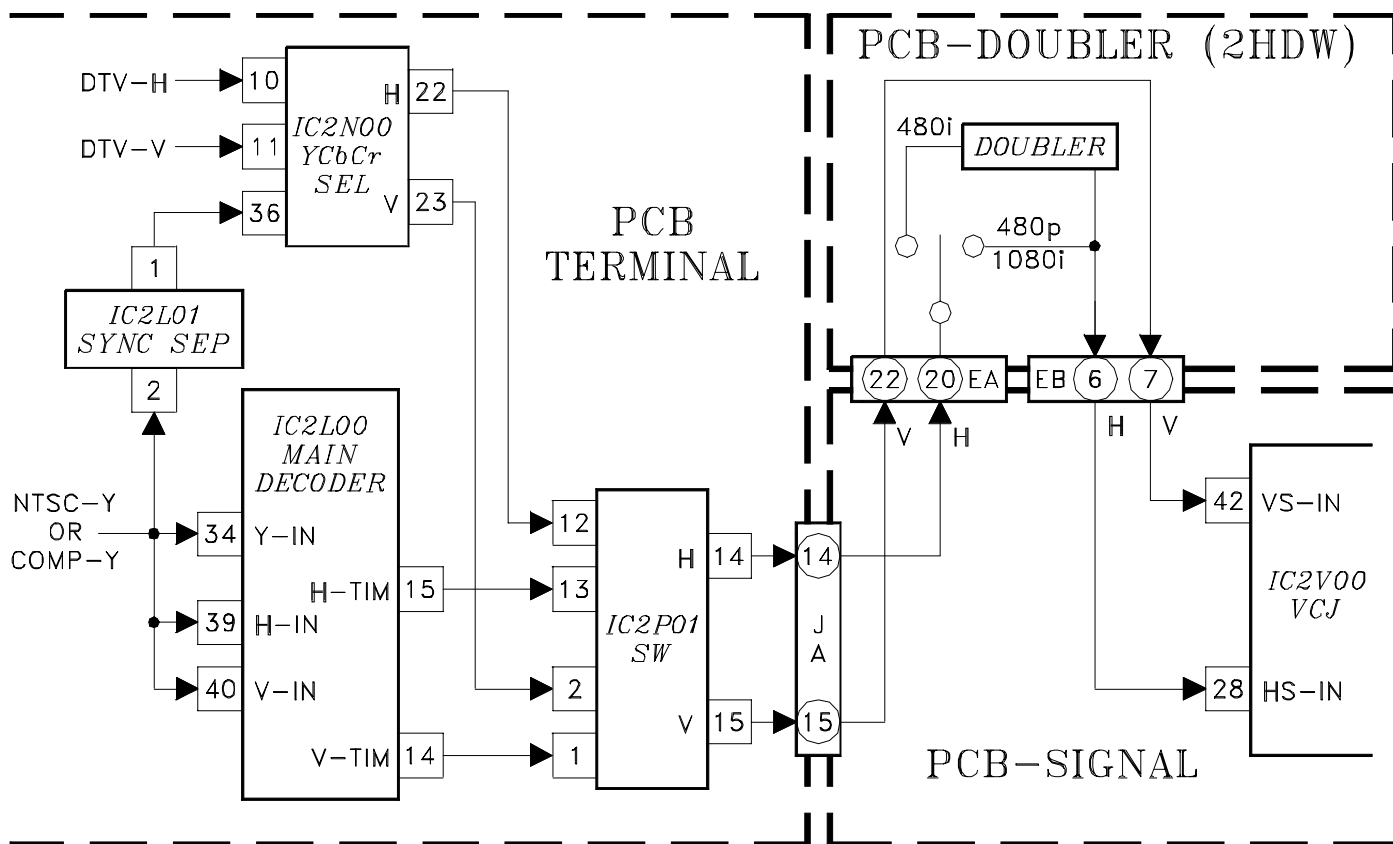 PCB-DOUBLER (2HDW)
DTV-H
10
H
22
DTV-V
11
IC2N00
YCbCr
SEL
36
V
23
PCB
TERMINAL
480i
DOUBLER
480p
1080i
1
IC2L01
SYNC SEP
2
22
20
EA
EB
6
7
V
H
H
V
IC2L00
MAIN
DECODER
NTSC-Y
OR
COMP-Y
34
Y-IN
39
H-IN
40
V-IN
H-TIM
15
V-TIM
14
12
13
2
1
H
14
IC2P01
SW
V
15
14
J
A
15
42
VS-IN
IC2V00
VCJ
28
HS-IN
PCB-SIGNAL